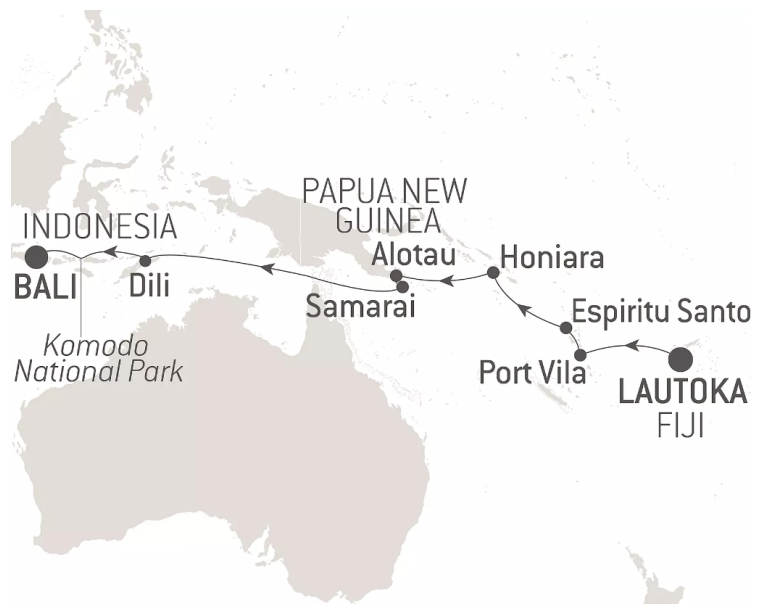 PAPUA NEW
GUINEA
INDONESIA
Alotau
Honiara
BALI
Dili
Samarai
Espiritu Santo
Komodo
National Park
Port Vila
LAUTOKA
FIJI